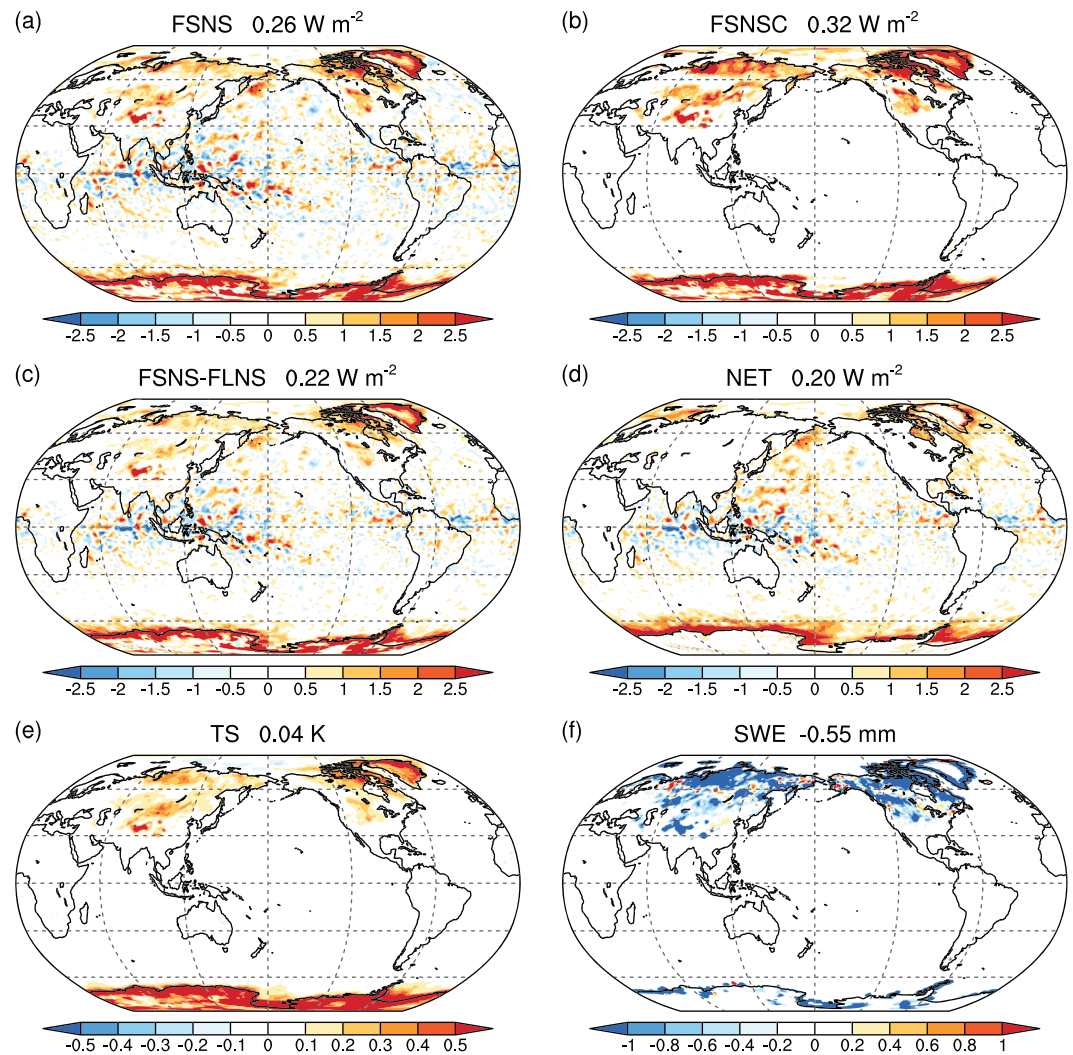 (a) FSNS 0.26 W m⁻²
-2.5 -2 -1.5 -1 -0.5 0 0.5 1 1.5 2 2.5
(b) FSNSC 0.32 W m⁻²
-2.5 -2 -1.5 -1 -0.5 0 0.5 1 1.5 2 2.5
(c) FSNS-FLNS 0.22 W m⁻²
-2.5 -2 -1.5 -1 -0.5 0 0.5 1 1.5 2 2.5
(d) NET 0.20 W m⁻²
-2.5 -2 -1.5 -1 -0.5 0 0.5 1 1.5 2 2.5
(e) TS 0.04 K
-0.5 -0.4 -0.3 -0.2 -0.1 0 0.1 0.2 0.3 0.4 0.5
(f) SWE -0.55 mm
-1 -0.8 -0.6 -0.4 -0.2 0 0.2 0.4 0.6 0.8 1